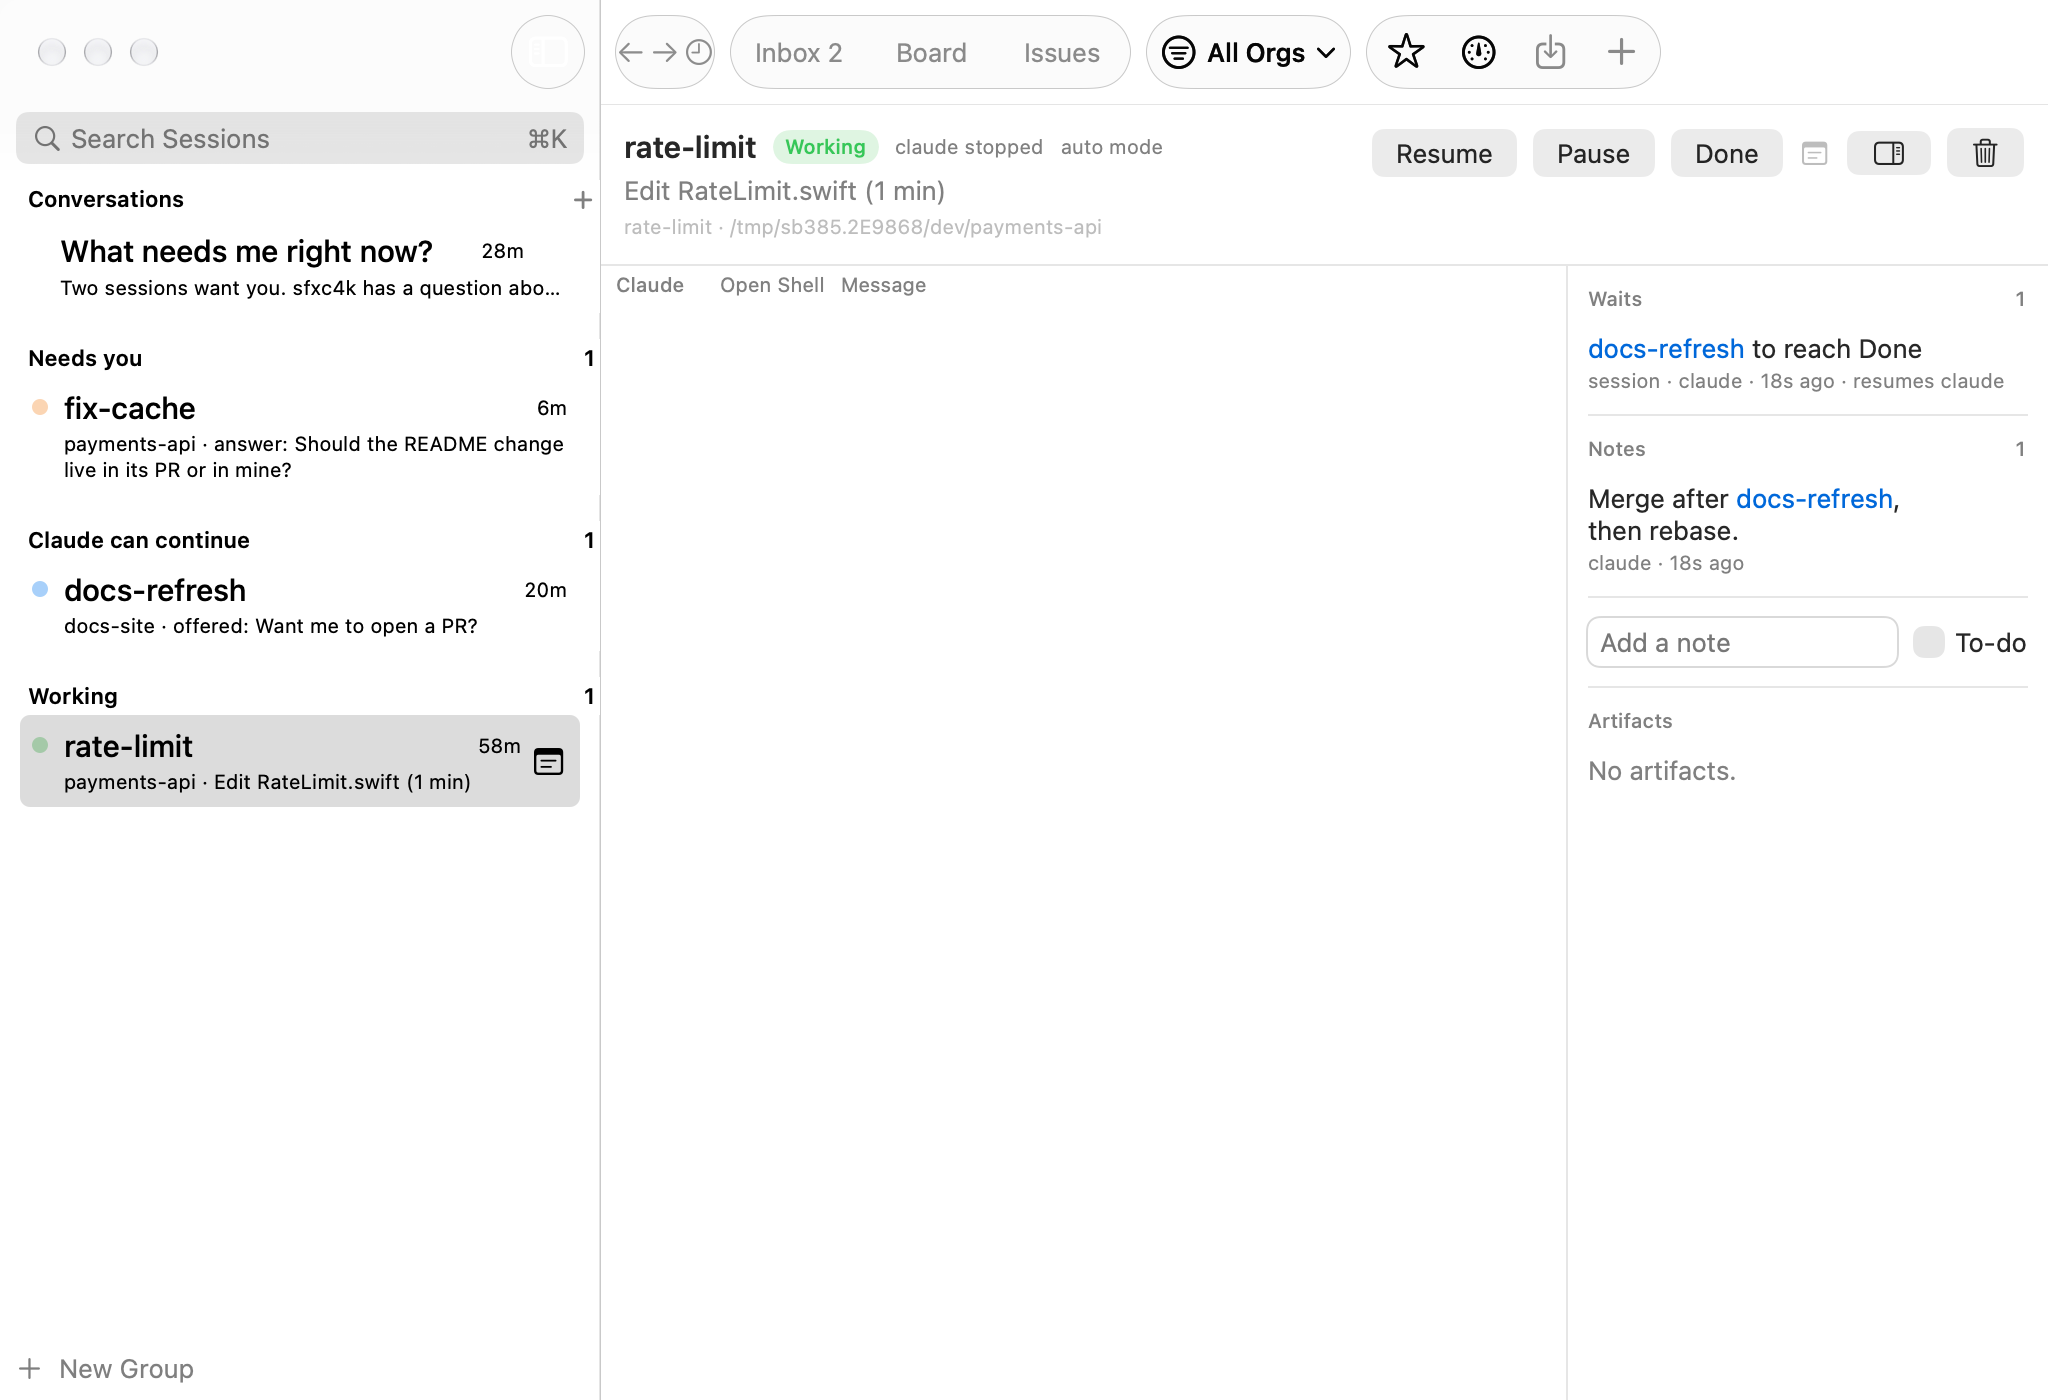 Inbox 2
Board
Issues
All Orgs
Search Sessions
⌘K
Conversations
What needs me right now?
28m
Two sessions want you. sfxc4k has a question abo…
Needs you
1
fix-cache
6m
payments-api · answer: Should the README change
live in its PR or in mine?
Claude can continue
1
docs-refresh
20m
docs-site · offered: Want me to open a PR?
Working
1
rate-limit
58m
payments-api · Edit RateLimit.swift (1 min)
New Group
rate-limit
Working
claude stopped
auto mode
Edit RateLimit.swift (1 min)
rate-limit · /tmp/sb385.2E9868/dev/payments-api
Resume
Pause
Done
Claude
Open Shell
Message
Waits
1
docs-refresh to reach Done
session · claude · 18s ago · resumes claude
Notes
1
Merge after docs-refresh,
then rebase.
claude · 18s ago
Add a note
To-do
Artifacts
No artifacts.